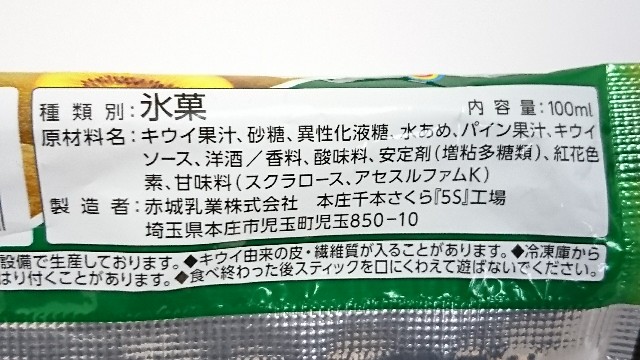 種類別:氷菓 内容量:100ml
原材料名:キウイ果汁、砂糖、異性化液糖、水あめ、パイン果汁、キウイ
ソース、洋酒／香料、酸味料、安定剤(増粘多糖類)、紅花色
素、甘味料(スクラロース、アセスルファムK)
製造者:赤城乳業株式会社 本庄千本さくら『5S』工場
埼玉県本庄市児玉町児玉850-10
設備で生産しております。◆キウイ由来の皮・繊維質が入ることがあります。◆冷凍庫から
はり付くことがあります。◆食べ終わった後スティックを口にくわえて遊ばないでください。